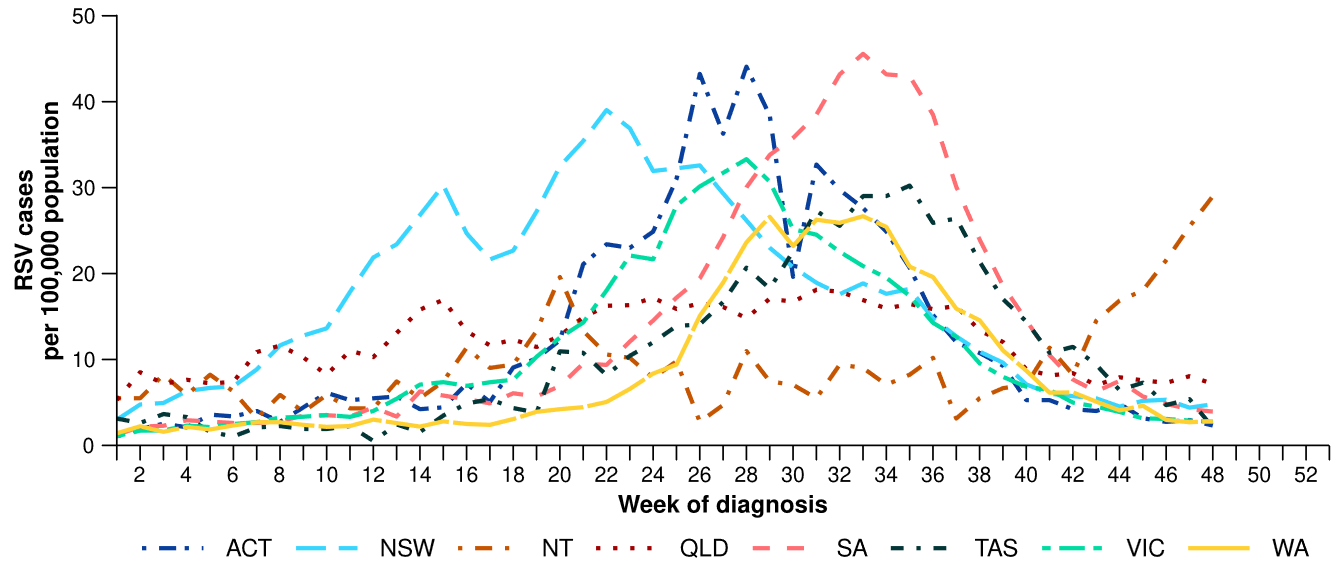 50
40
30
20
10
0
RSV cases
per 100,000 population
2 4 6 8 10 12 14 16 18 20 22 24 26 28 30 32 34 36 38 40 42 44 46 48 50 52
Week of diagnosis
ACT NSW NT QLD SA TAS VIC WA